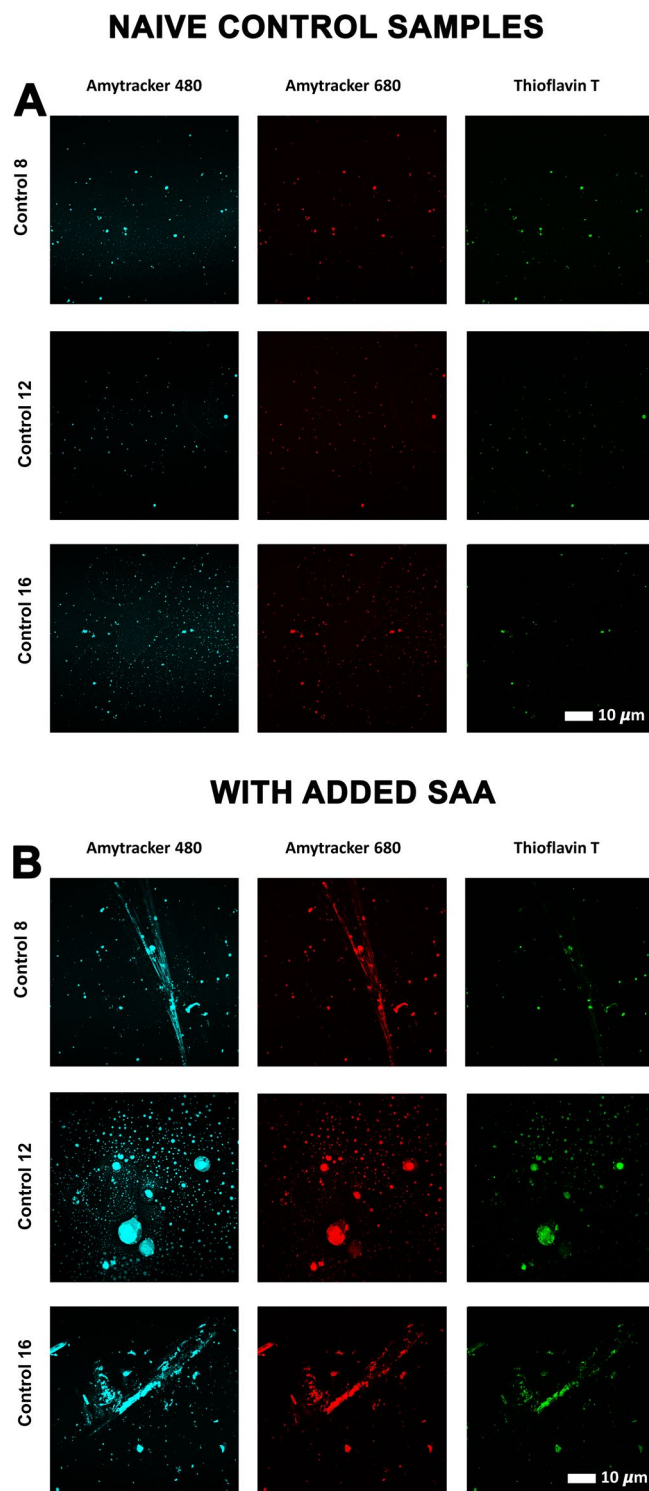 NAIVE CONTROL SAMPLES
A
Amytracker 480 Amytracker 680 Thioflavin T
Control 8
Control 12
Control 16
10 μm
WITH ADDED SAA
B
Amytracker 480 Amytracker 680 Thioflavin T
Control 8
Control 12
Control 16
10 μm